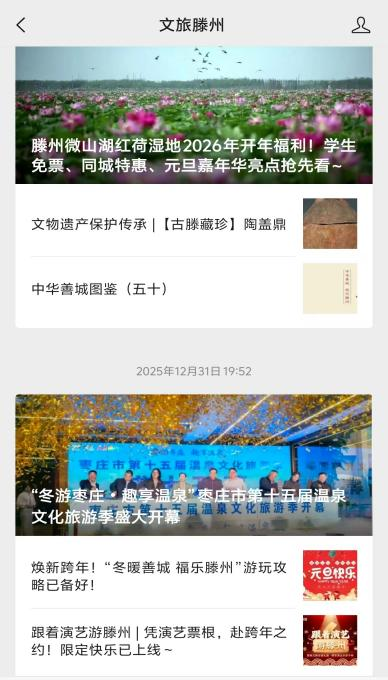 文旅滕州
滕州微山湖红荷湿地2026年开年福利！学生
免票、同城特惠、元旦嘉年华亮点抢先看~
文物遗产保护传承 |【古滕藏珍】陶盖鼎
中华善城图鉴（五十）
2025年12月31日 19:52
枣庄市第十五届温泉文化旅游季
“冬游枣庄·趣享温泉”枣庄市第十五届温泉
文化旅游季盛大开幕
焕新跨年！“冬暖善城 福乐滕州”游玩攻
略已备好！
元旦快乐
跟着演艺游滕州 | 凭演艺票根，赴跨年之
约！限定快乐已上线~
跟着演艺
游滕州